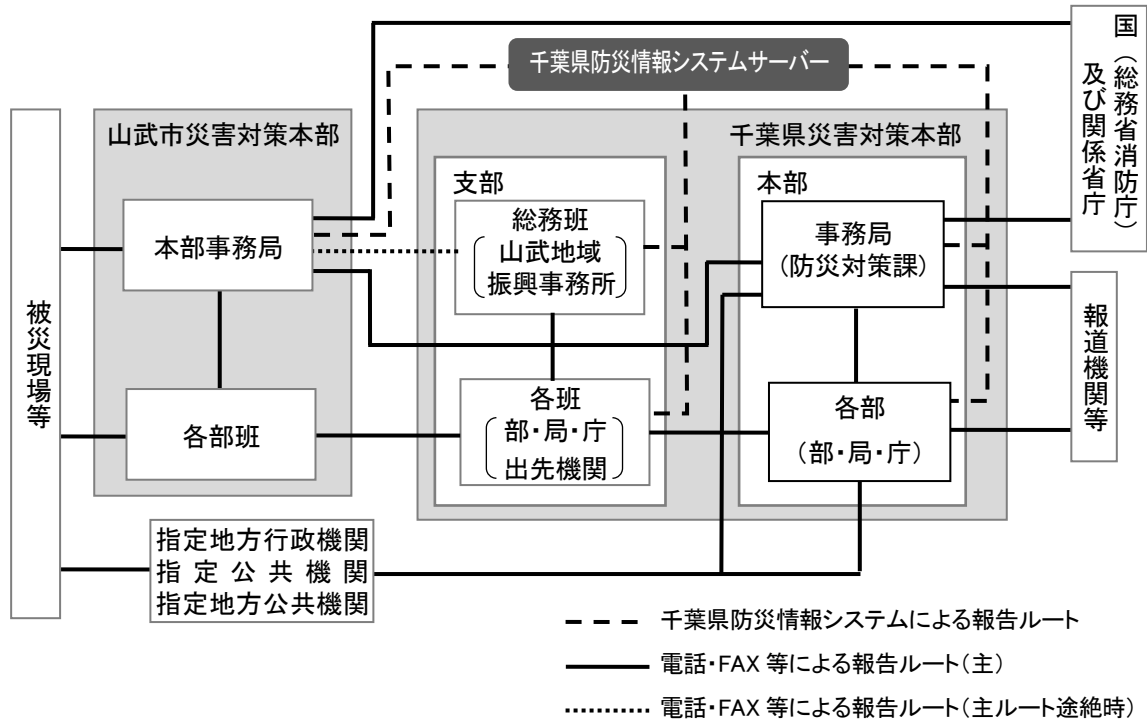 千葉県防災情報システムサーバー
国(総務省消防庁)
及び関係省庁
山武市災害対策本部
千葉県災害対策本部
支部
本部
本部事務局
総務班
山武地域
振興事務所
事務局
(防災対策課)
被災現場等
報道機関等
各部班
各班
部・局・庁
出先機関
各部
(部・局・庁)
指定地方行政機関
指定公共機関
指定地方公共機関
千葉県防災情報システムによる報告ルート
電話・FAX 等による報告ルート(主)
電話・FAX 等による報告ルート(主ルート途絶時)